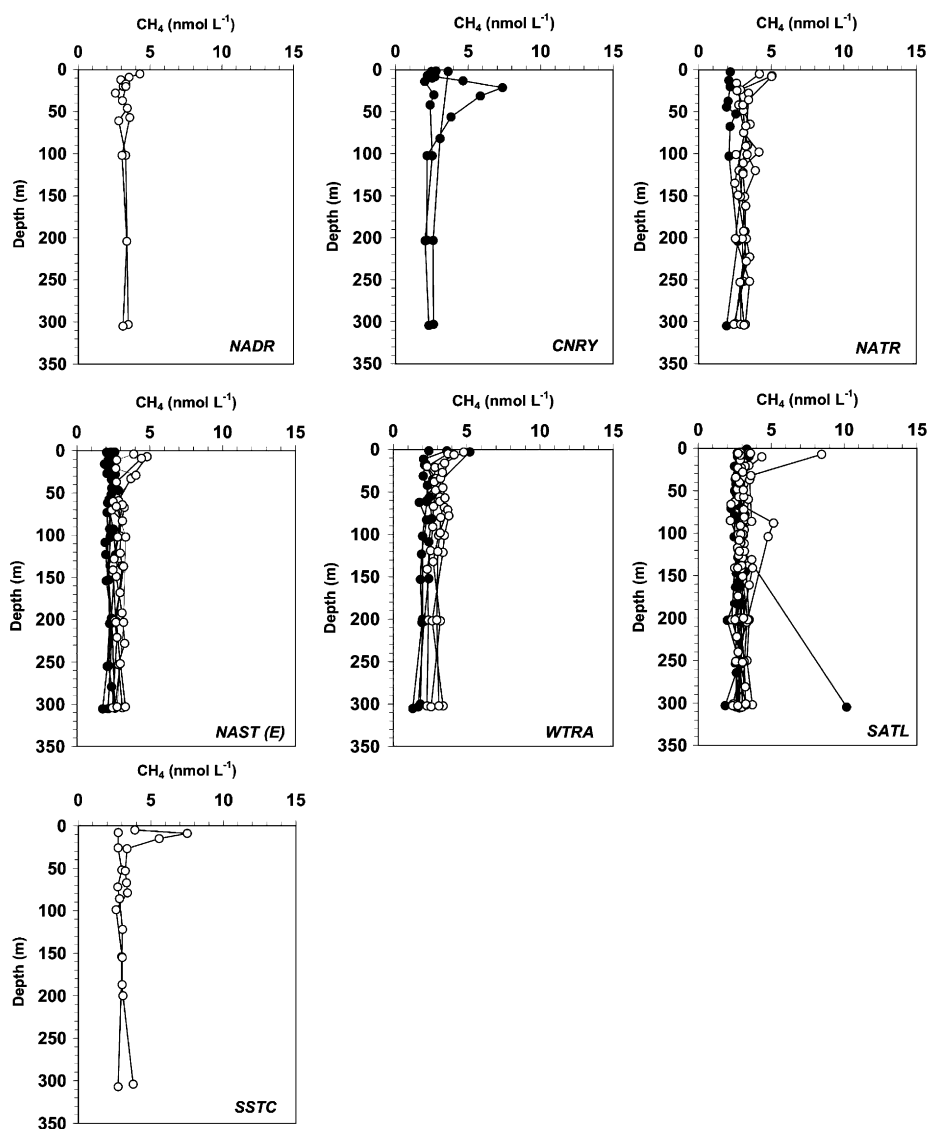 CH4 (nmol L-1) CH4 (nmol L-1) CH4 (nmol L-1)
0 5 10 15 0 5 10 15 0 5 10 15
Depth (m) Depth (m) Depth (m)
0 0 0
50 50 50
100 100 100
150 150 150
200 200 200
250 250 250
300 300 300
NADR CNRY NATR
350 350 350
CH4 (nmol L-1) CH4 (nmol L-1) CH4 (nmol L-1)
0 5 10 15 0 5 10 15 0 5 10 15
Depth (m) Depth (m) Depth (m)
0 0 0
50 50 50
100 100 100
150 150 150
200 200 200
250 250 250
300 300 300
NAST (E) WTRA SATL
350 350 350
CH4 (nmol L-1)
0 5 10 15
Depth (m)
0
50
100
150
200
250
300
SSTC
350